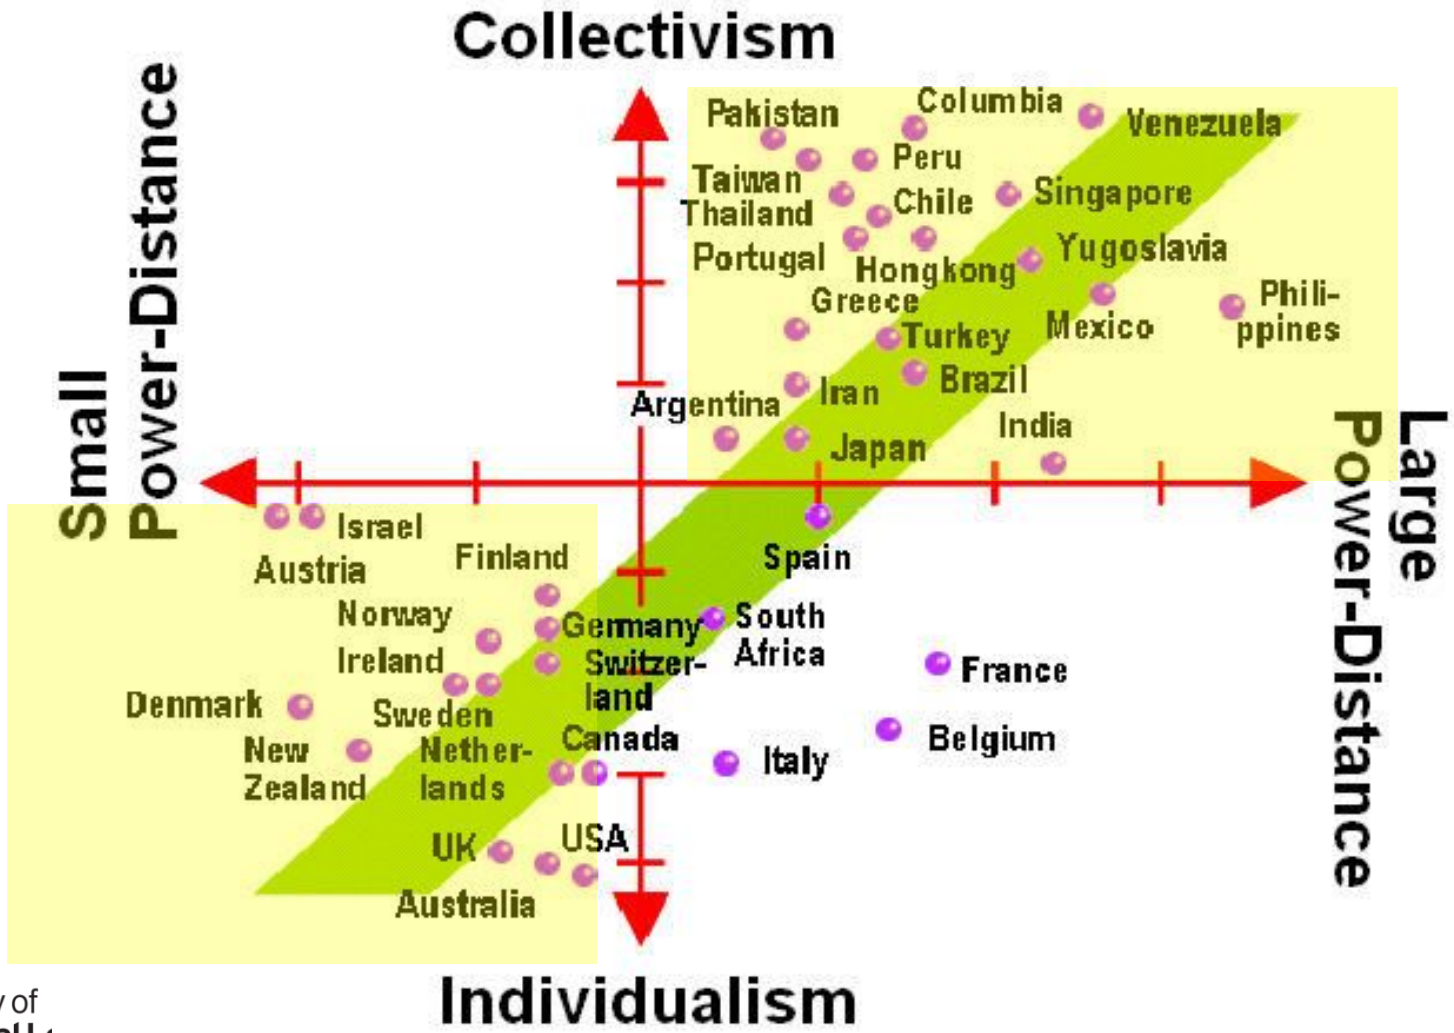 Collectivism
Small
Power-Distance
Large
Power-Distance
Pakistan
Columbia
Venezuela
Peru
Taiwan
Singapore
Chile
Thailand
Portugal
Yugoslavia
Hongkong
Greece
Phili-
ppines
Mexico
Turkey
Brazil
Iran
Argentina
India
Japan
Israel
Austria
Finland
Spain
Norway
Germany
South
Africa
Ireland
Switzer-
land
France
Denmark
Sweden
Canada
Belgium
New
Zealand
Nether-
lands
Italy
UK
USA
Australia
Individualism
of